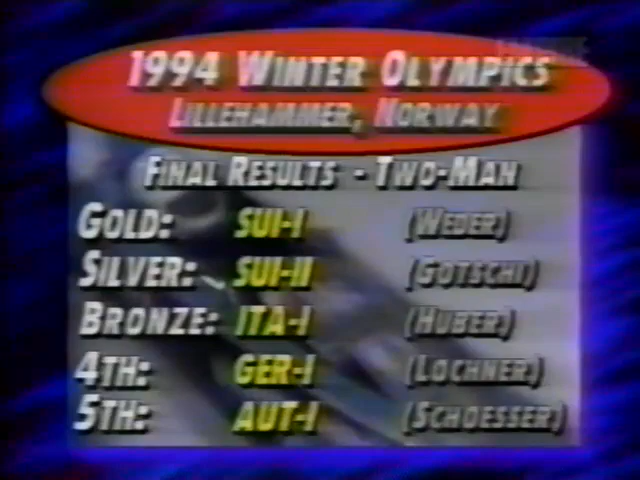 1994 WINTER OLYMPICS
LILLEHAMMER, NORWAY
FINAL RESULTS - TWO-MAN
GOLD: SUI-I (WEDER)
SILVER: SUI-II (GOTSCHI)
BRONZE: ITA-I (HUBER)
4TH: GER-I (LOCHNER)
5TH: AUT-I (SCHOESSER)